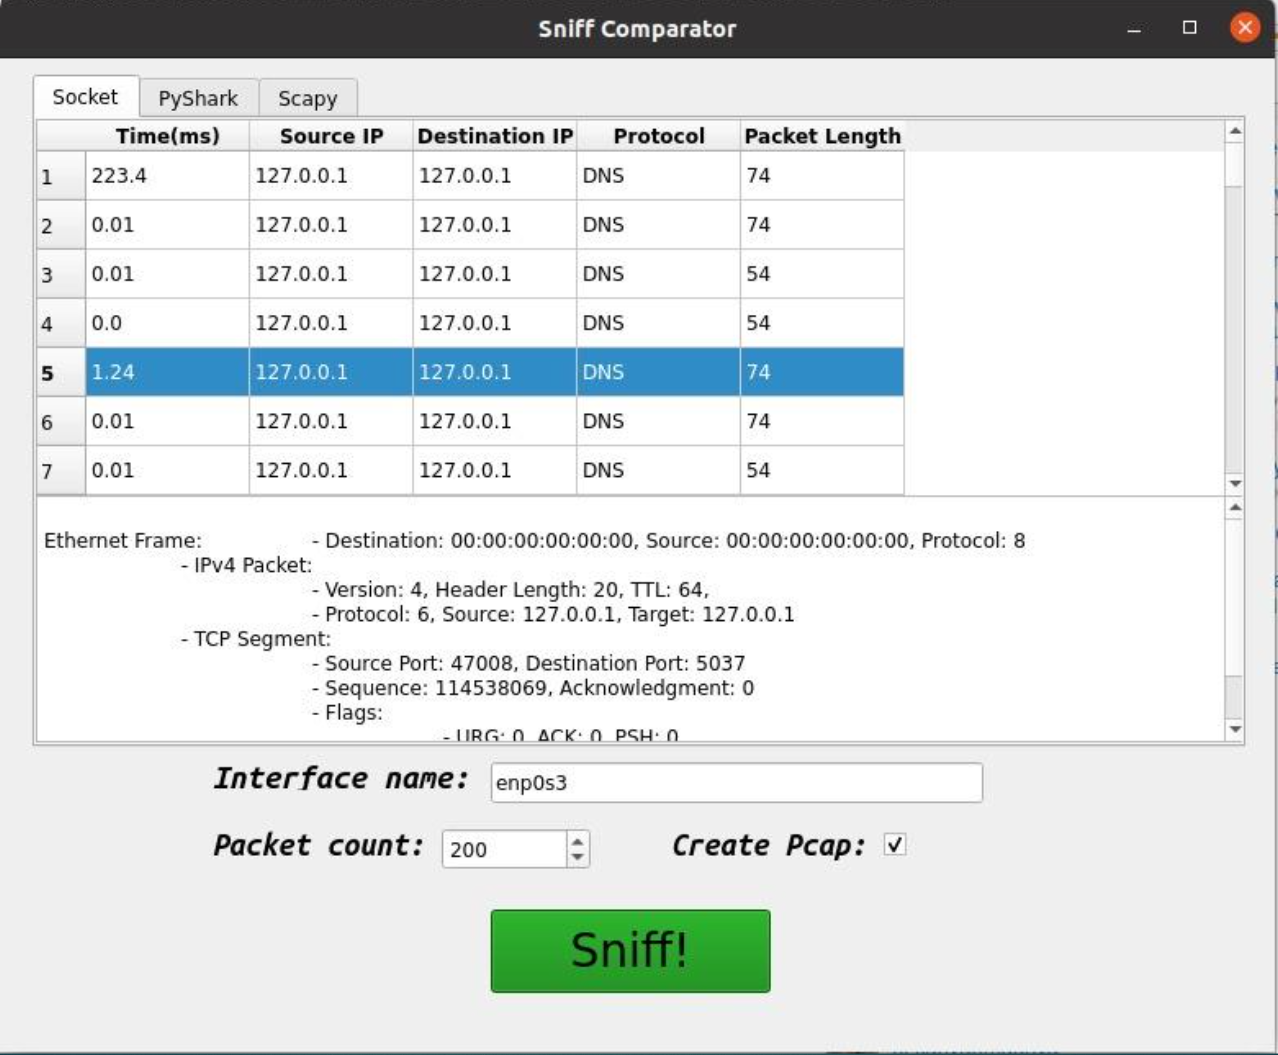 Sniff Comparator
Socket PyShark Scapy
Time(ms) Source IP Destination IP Protocol Packet Length
1 223.4 127.0.0.1 127.0.0.1 DNS 74
2 0.01 127.0.0.1 127.0.0.1 DNS 74
3 0.01 127.0.0.1 127.0.0.1 DNS 54
4 0.0 127.0.0.1 127.0.0.1 DNS 54
5 1.24 127.0.0.1 127.0.0.1 DNS 74
6 0.01 127.0.0.1 127.0.0.1 DNS 74
7 0.01 127.0.0.1 127.0.0.1 DNS 54
Ethernet Frame: - Destination: 00:00:00:00:00:00, Source: 00:00:00:00:00:00, Protocol: 8
- IPv4 Packet:
- Version: 4, Header Length: 20, TTL: 64,
- Protocol: 6, Source: 127.0.0.1, Target: 127.0.0.1
- TCP Segment:
- Source Port: 47008, Destination Port: 5037
- Sequence: 114538069, Acknowledgment: 0
- Flags:
- URG: 0, ACK: 0, PSH: 0
Interface name: enp0s3
Packet count: 200 Create Pcap:
Sniff!